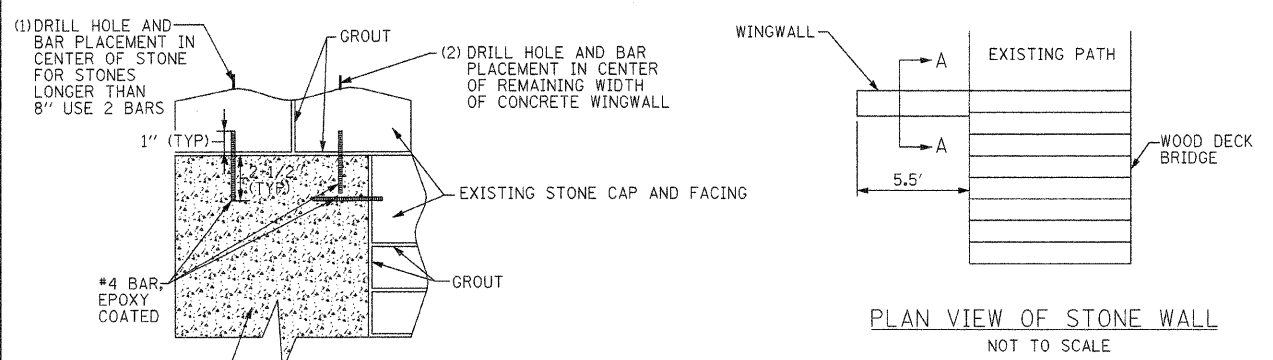 (1) DRILL HOLE AND
BAR PLACEMENT IN
CENTER OF STONE
FOR STONES
LONGER THAN
8" USE 2 BARS
GROUT
(2) DRILL HOLE AND BAR
PLACEMENT IN CENTER
OF REMAINING WIDTH
OF CONCRETE WINGWALL
1" (TYP)
2-1/2"
(TYP)
EXISTING STONE CAP AND FACING
#4 BAR,
EPOXY
COATED
GROUT
WINGWALL
A
EXISTING PATH
A
WOOD DECK
BRIDGE
5.5'
PLAN VIEW OF STONE WALL
NOT TO SCALE